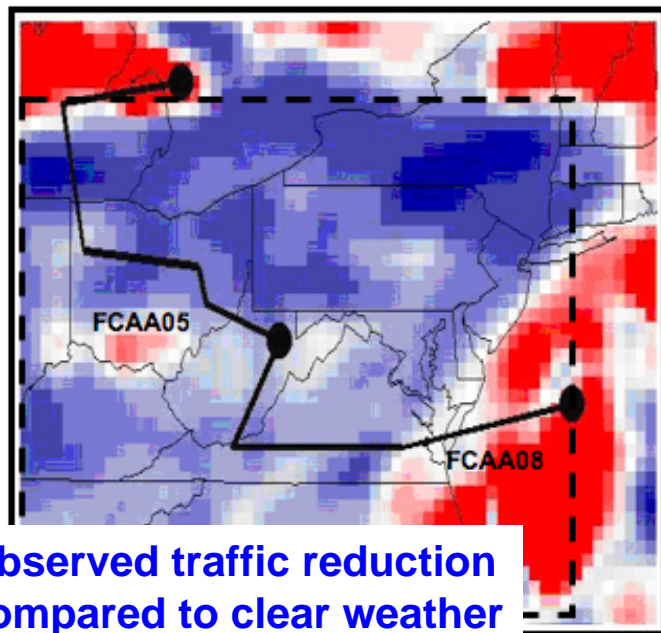 FCAA05
FCAA08
bserved traffic reduction
ompared to clear weather